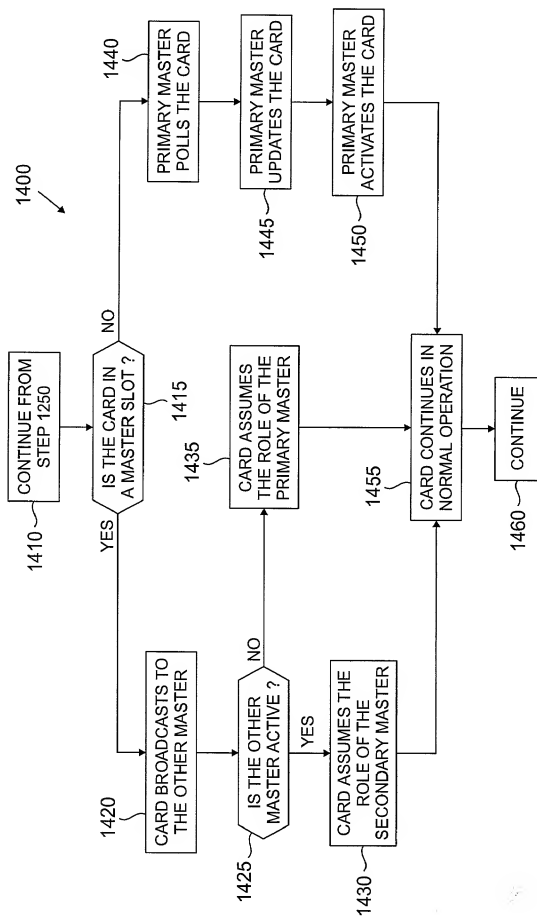 1400
CONTINUE FROM
STEP 1250
1410
IS THE CARD IN
A MASTER SLOT ?
1415
YES
NO
CARD BROADCASTS TO
THE OTHER MASTER
1420
IS THE OTHER
MASTER ACTIVE ?
1425
NO
YES
CARD ASSUMES THE
ROLE OF THE
SECONDARY MASTER
1430
CARD ASSUMES
THE ROLE OF THE
PRIMARY MASTER
1435
PRIMARY MASTER
POLLS THE CARD
1440
PRIMARY MASTER
UPDATES THE CARD
1445
PRIMARY MASTER
ACTIVATES THE CARD
1450
CARD CONTINUES IN
NORMAL OPERATION
1455
CONTINUE
1460